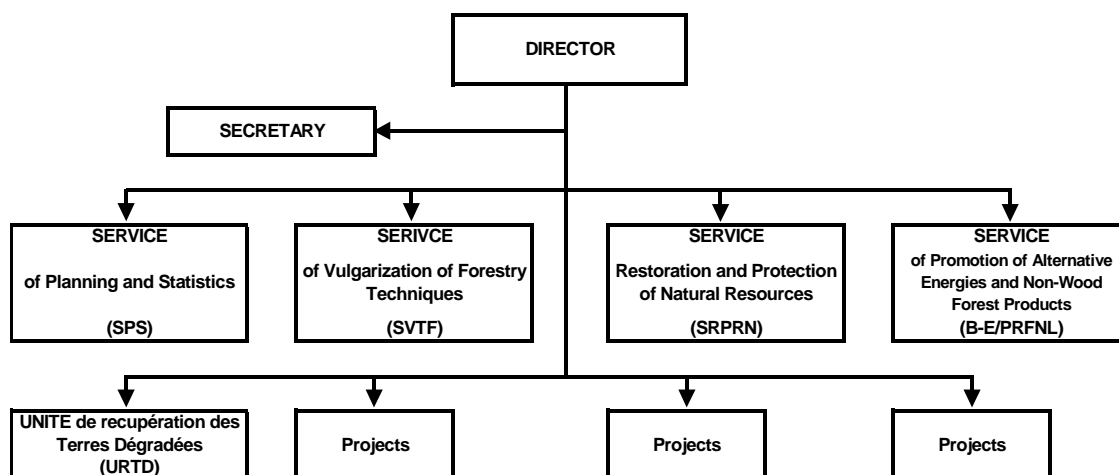 DIRECTOR
SECRETARY
SERVICE
of Planning and Statistics
(SPS)
SERIVCE
of Vulgarization of Forestry
Techniques
(SVTF)
SERVICE
Restoration and Protection
of Natural Resources
(SRPRN)
SERVICE
of Promotion of Alternative
Energies and Non-Wood
Forest Products
(B-E/PRFNL)
UNITE de recupération des
Terres Dégradées
(URTD)
Projects
Projects
Projects